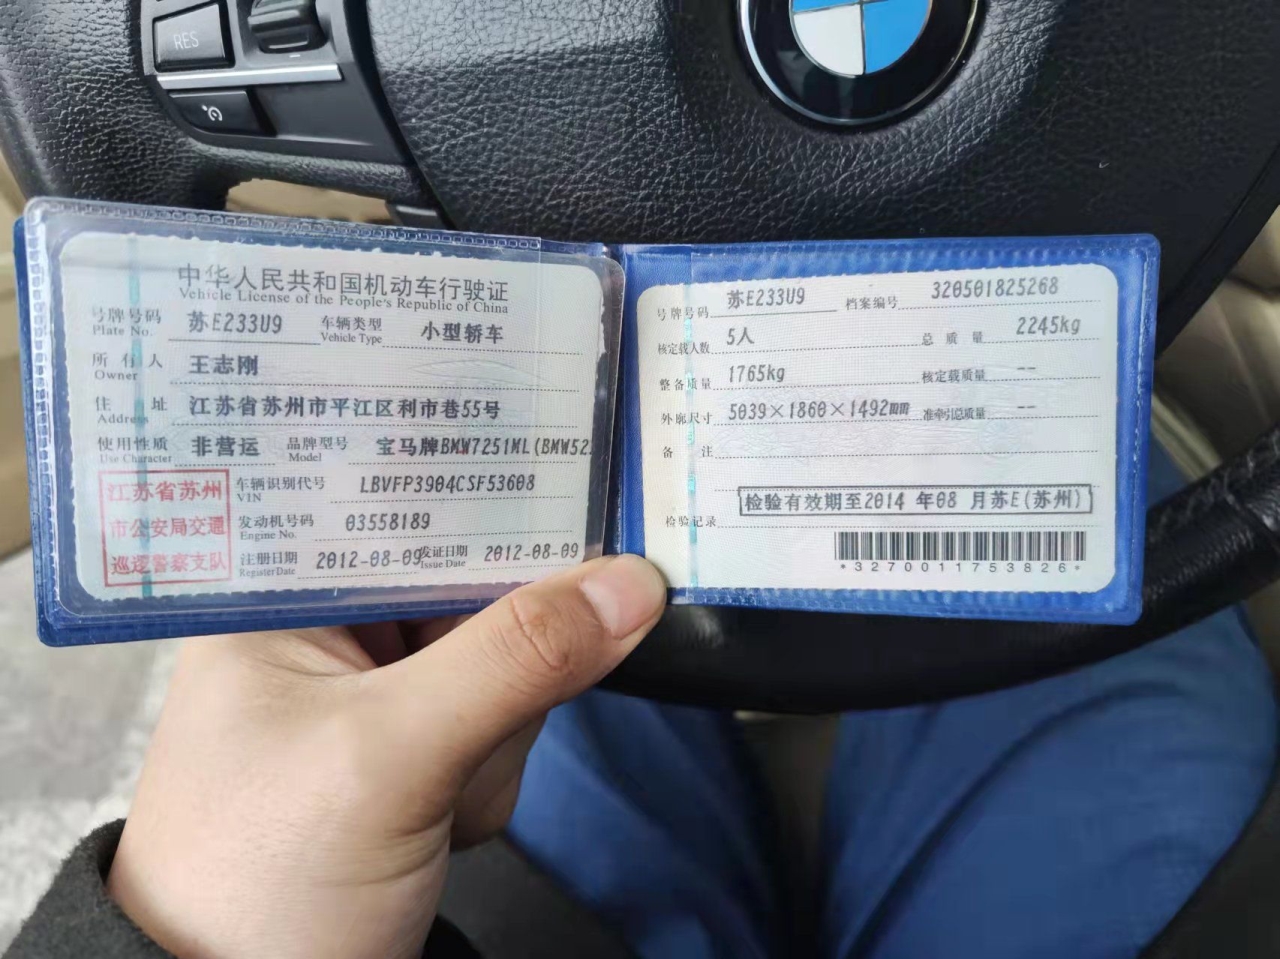 RES
中华人民共和国机动车行驶证
Vehicle License of the People's Republic of China
号牌号码 苏E233U9 车辆类型 小型轿车
Plate No. Vehicle Type
所有人 王志刚
Owner
住址 江苏省苏州市平江区利市巷55号
Address
使用性质 非营运 品牌型号 宝马牌BMW7251ML(BMW52
Use Character Model
江苏省苏州
市公安局交通
巡逻警察支队
车辆识别代号 LBVFP3904CSF53608
VIN
发动机号码 03558189
Engine No.
注册日期 2012-08-09 发证日期 2012-08-09
Register Date Issue Date
号牌号码 苏E233U9 档案编号 320501825268
核定载人数 5人 总质量 2245kg
整备质量 1765kg 核定载质量 --
外廓尺寸 5039×1860×1492mm 准牵引总质量 --
备注
检验有效期至2014年08月苏E(苏州)
检验记录
*3270011753826*